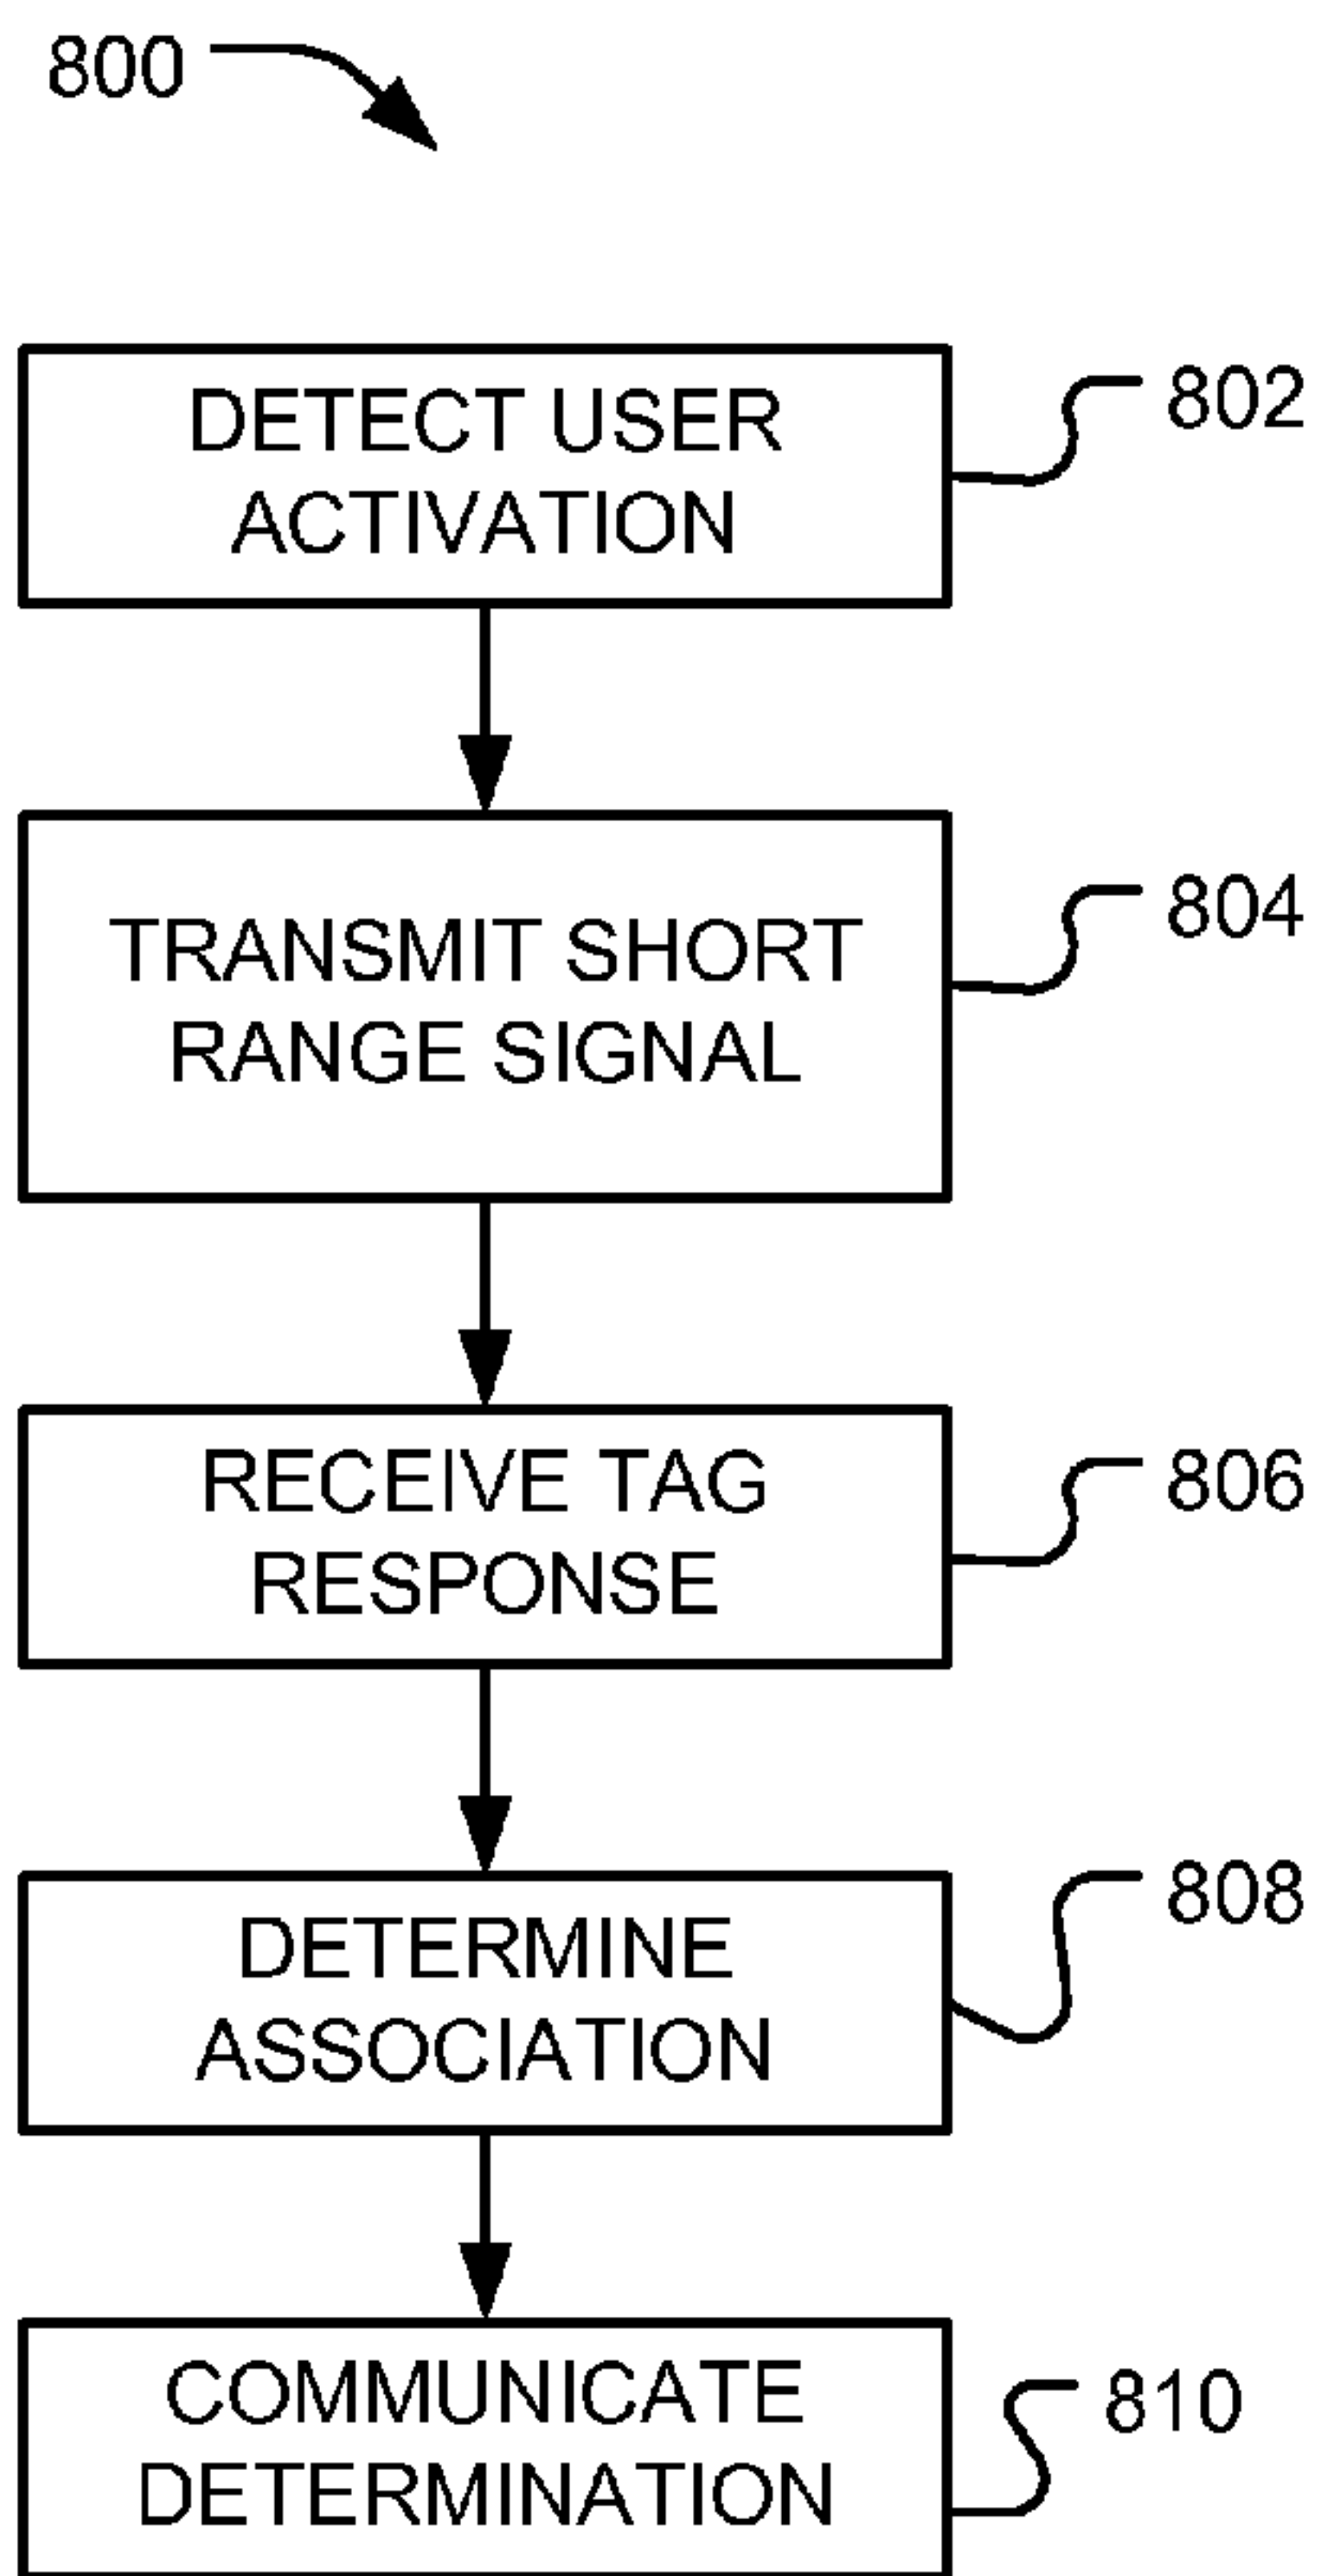 800
DETECT USER
ACTIVATION
802
TRANSMIT SHORT
RANGE SIGNAL
804
RECEIVE TAG
RESPONSE
806
DETERMINE
ASSOCIATION
808
COMMUNICATE
DETERMINATION
810